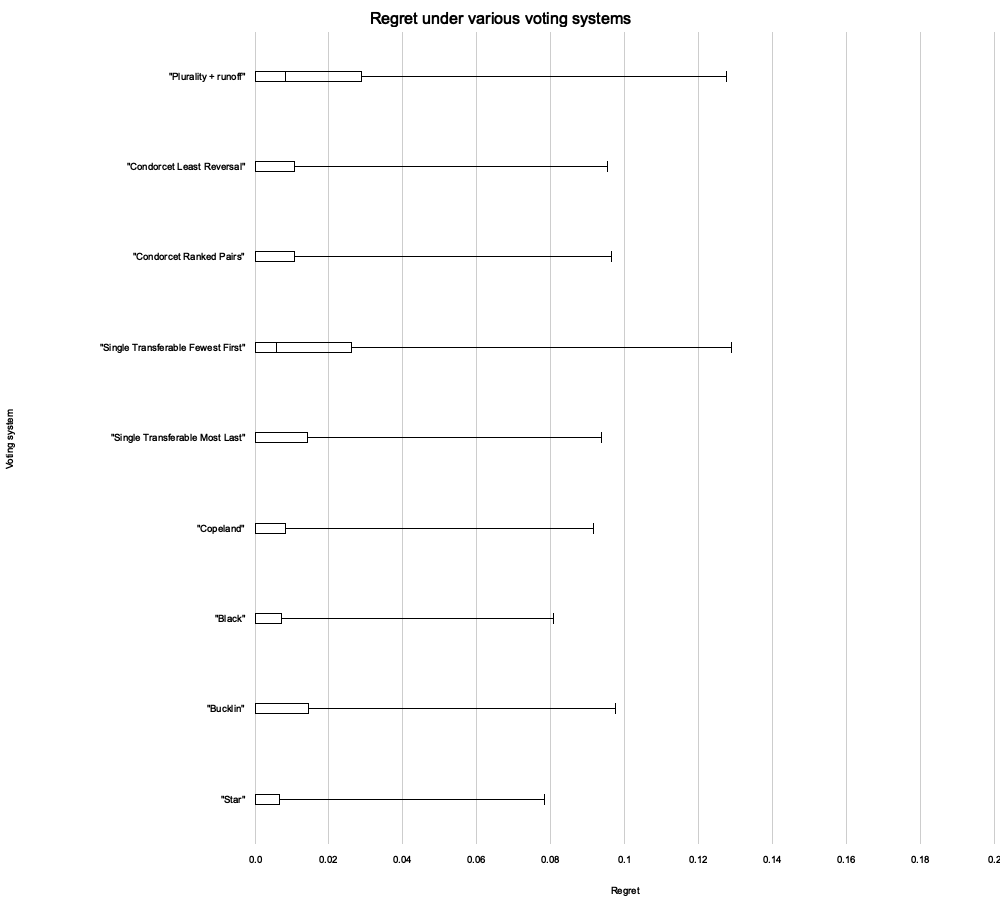 Regret under various voting systems
"Plurality + runoff"
"Condorcet Least Reversal"
"Condorcet Ranked Pairs"
"Single Transferable Fewest First"
"Single Transferable Most Last"
"Copeland"
"Black"
"Bucklin"
"Star"
Voting system
0.0 0.02 0.04 0.06 0.08 0.1 0.12 0.14 0.16 0.18 0.2
Regret